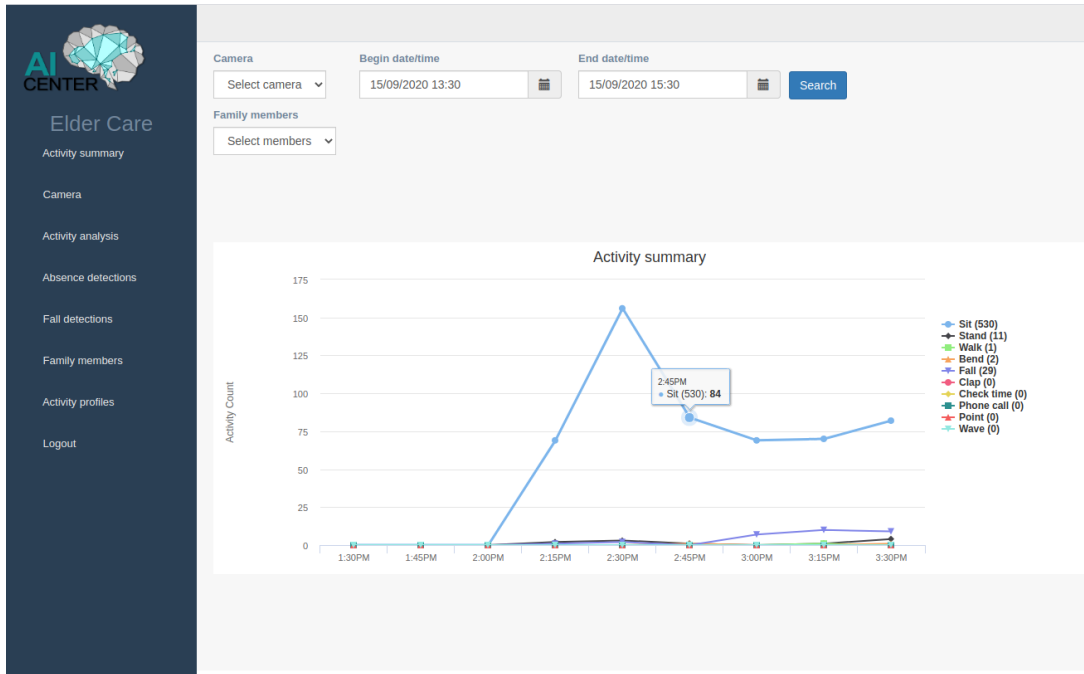 AI
CENTER
Elder Care
Activity summary
Camera
Activity analysis
Absence detections
Fall detections
Family members
Activity profiles
Logout
Camera Begin date/time End date/time
Select camera 15/09/2020 13:30 15/09/2020 15:30 Search
Family members
Select members
Activity summary
Activity Count
175
150
125
100
75
50
25
0
1:30PM 1:45PM 2:00PM 2:15PM 2:30PM 2:45PM 3:00PM 3:15PM 3:30PM
2:45PM
Sit (530): 84
Sit (530)
Stand (11)
Walk (1)
Bend (2)
Fall (29)
Clap (0)
Check time (0)
Phone call (0)
Point (0)
Wave (0)